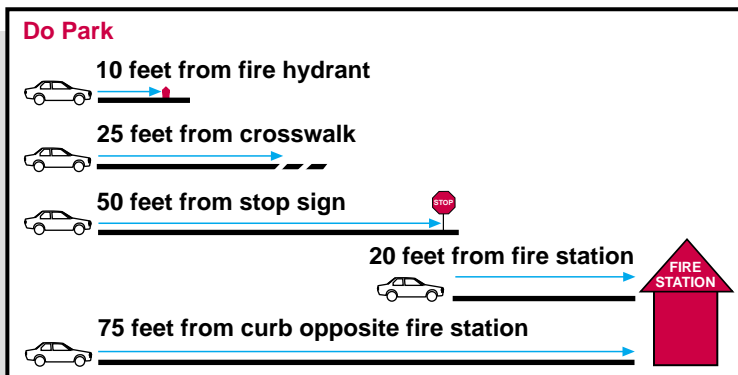 Do Park
10 feet from fire hydrant
25 feet from crosswalk
50 feet from stop sign
STOP
20 feet from fire station
FIRE
STATION
75 feet from curb opposite fire station